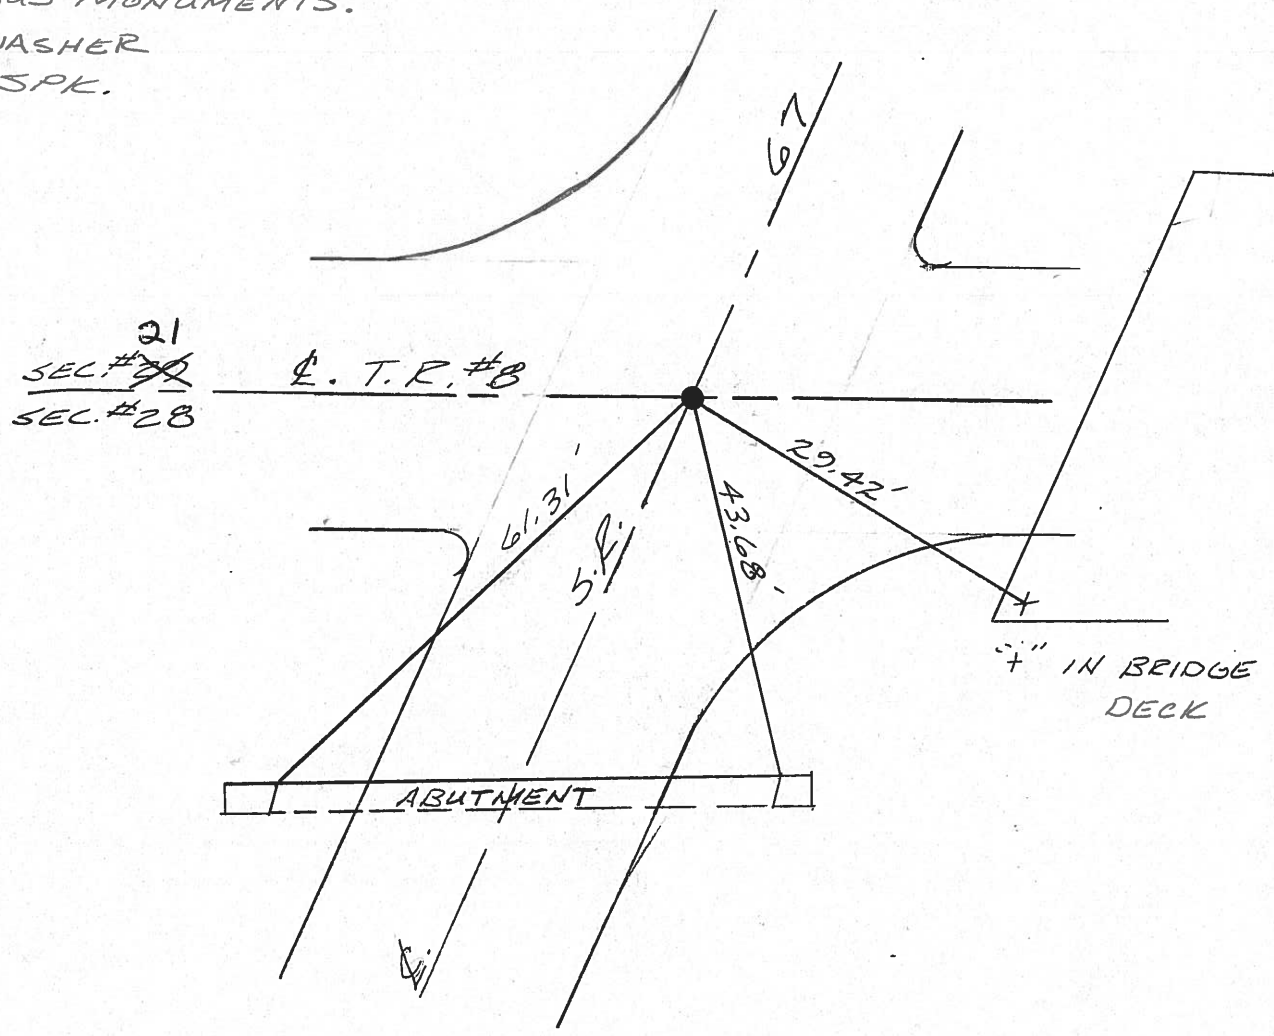 MONUMENTS.
WASHER
SPK.
67
21
SEC. #
SEC. #28
℄. T. R. #8
29.42'
61.31'
S.R.
43.68'
"+" IN BRIDGE
DECK
ABUTMENT
℄.